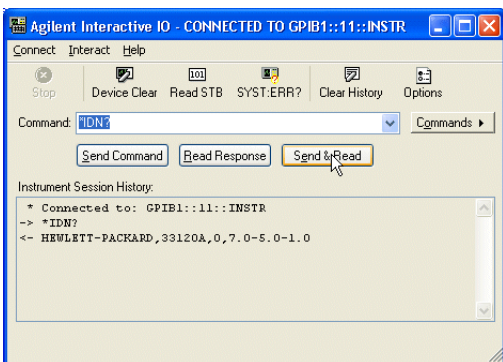 Agilent Interactive IO - CONNECTED TO GPIB1::11::INSTR
Connect Interact Help
Stop Device Clear Read STB SYST:ERR? Clear History Options
Command: *IDN? Commands
Send Command Read Response Send & Read
Instrument Session History:
* Connected to: GPIB1::11::INSTR
-> *IDN?
<- HEWLETT-PACKARD,33120A,0,7.0-5.0-1.0